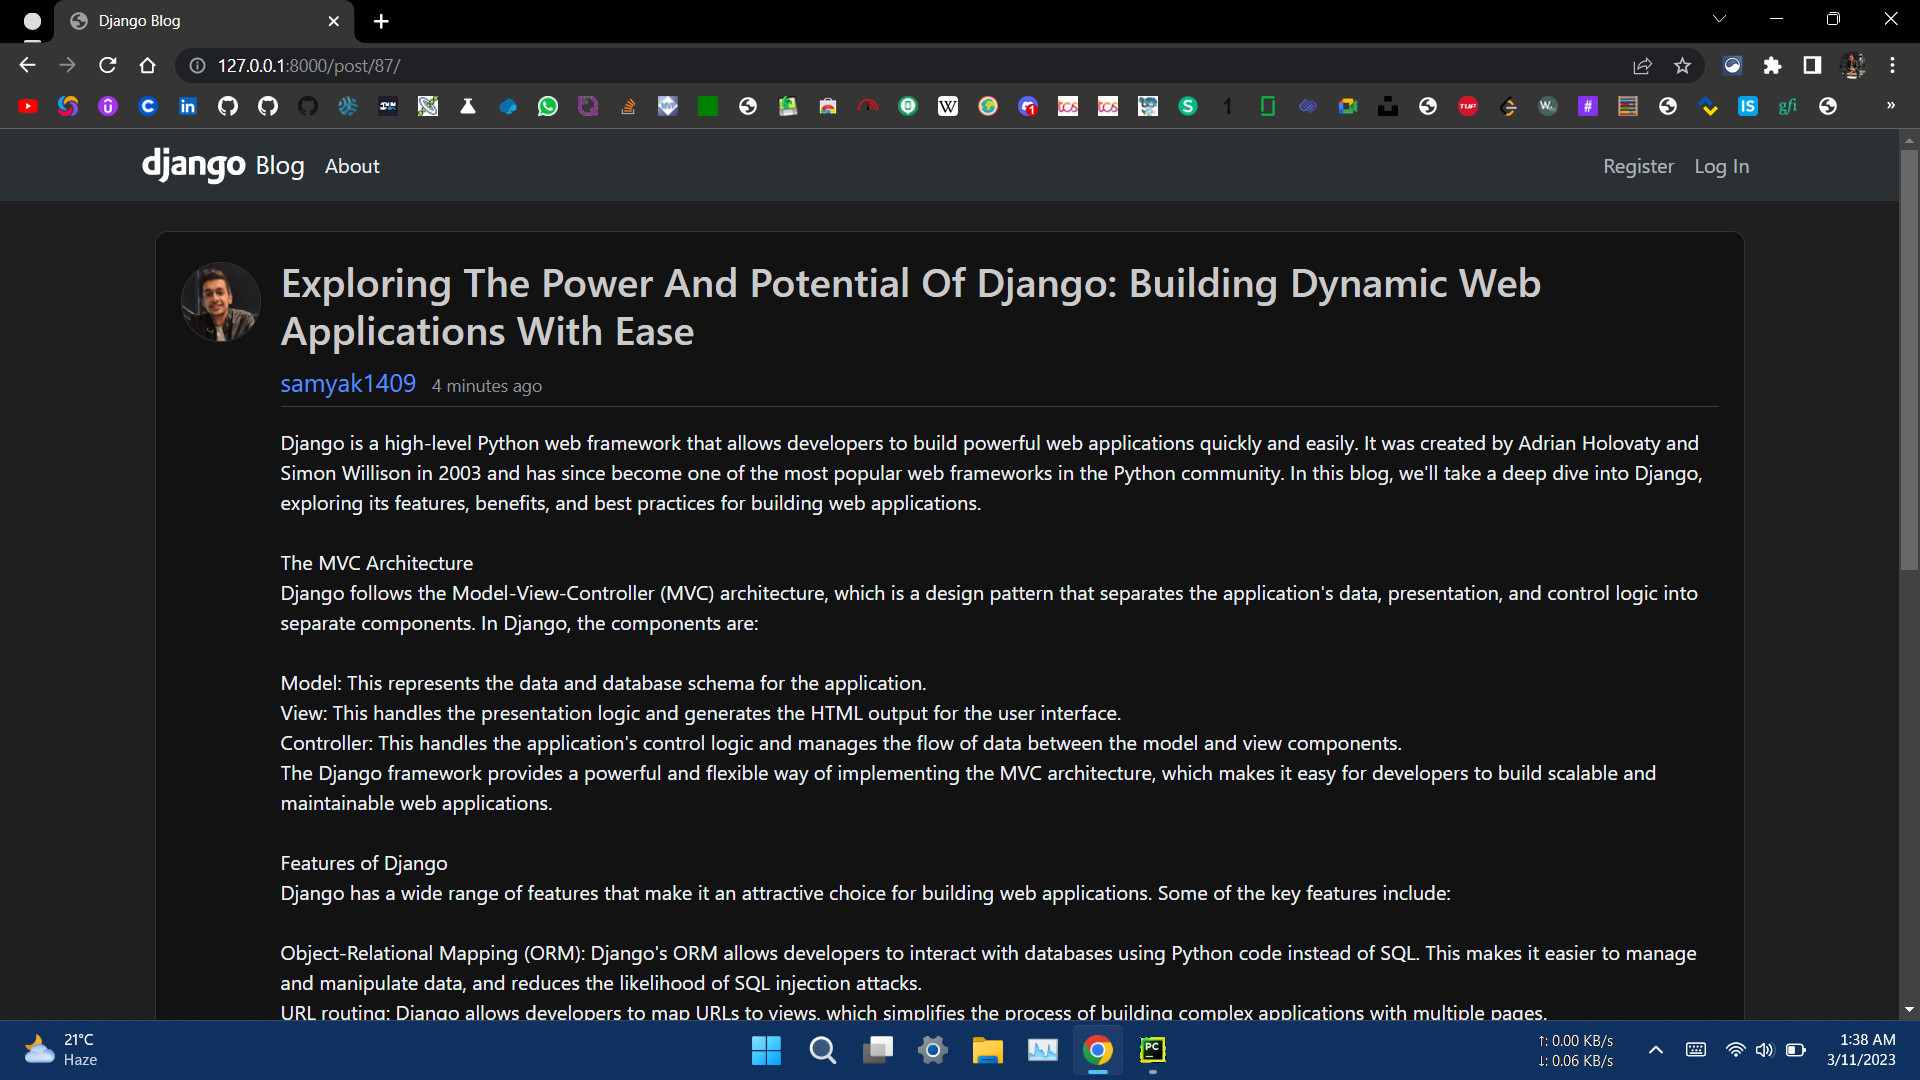 Django Blog
127.0.0.1:8000/post/87/
django Blog About Register Log In
Exploring The Power And Potential Of Django: Building Dynamic Web
Applications With Ease
samyak1409 4 minutes ago
Django is a high-level Python web framework that allows developers to build powerful web applications quickly and easily. It was created by Adrian Holovaty and
Simon Willison in 2003 and has since become one of the most popular web frameworks in the Python community. In this blog, we'll take a deep dive into Django,
exploring its features, benefits, and best practices for building web applications.
The MVC Architecture
Django follows the Model-View-Controller (MVC) architecture, which is a design pattern that separates the application's data, presentation, and control logic into
separate components. In Django, the components are:
Model: This represents the data and database schema for the application.
View: This handles the presentation logic and generates the HTML output for the user interface.
Controller: This handles the application's control logic and manages the flow of data between the model and view components.
The Django framework provides a powerful and flexible way of implementing the MVC architecture, which makes it easy for developers to build scalable and
maintainable web applications.
Features of Django
Django has a wide range of features that make it an attractive choice for building web applications. Some of the key features include:
Object-Relational Mapping (ORM): Django's ORM allows developers to interact with databases using Python code instead of SQL. This makes it easier to manage
and manipulate data, and reduces the likelihood of SQL injection attacks.
URL routing: Django allows developers to map URLs to views, which simplifies the process of building complex applications with multiple pages.
21°C
Haze
↑: 0.00 KB/s
↓: 0.06 KB/s
1:38 AM
3/11/2023